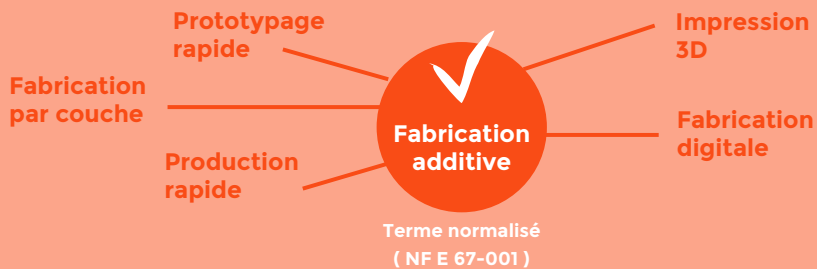 Prototypage
rapide
Impression
3D
Fabrication
par couche
Fabrication
additive
Fabrication
digitale
Production
rapide
Terme normalisé
( NF E 67-001 )